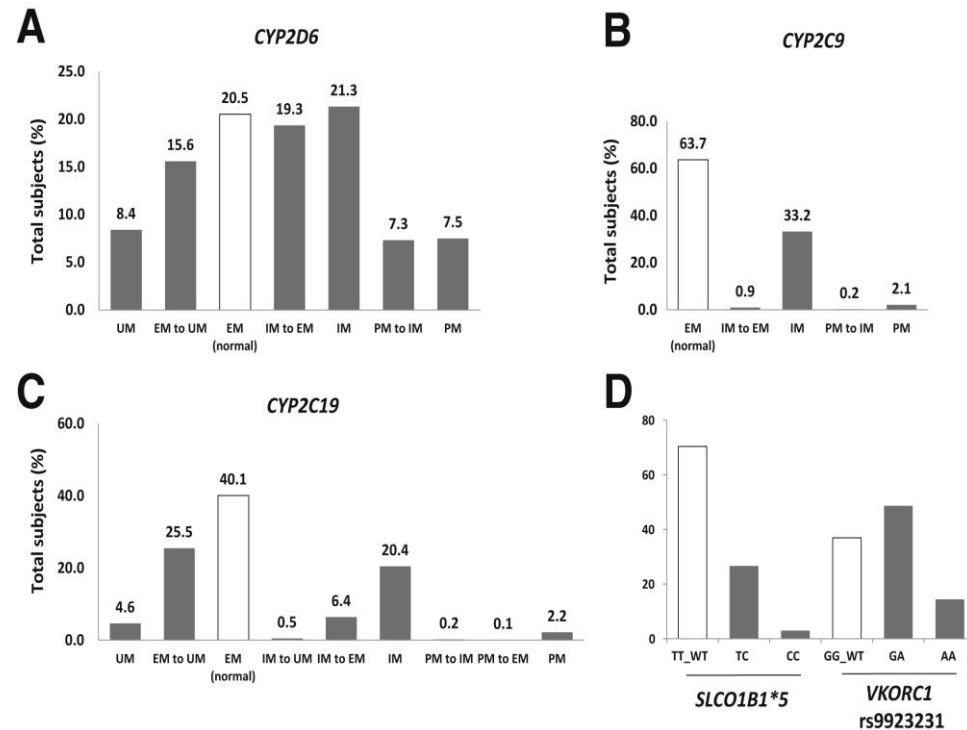 A
CYP2D6
Total subjects (%)
25.0
20.0
15.0
10.0
5.0
0.0
8.4
15.6
20.5
19.3
21.3
7.3
7.5
UM
EM to UM
EM
(normal)
IM to EM
IM
PM to IM
PM
B
CYP2C9
Total subjects (%)
80.0
60.0
40.0
20.0
0.0
63.7
0.9
33.2
0.2
2.1
EM
(normal)
IM to EM
IM
PM to IM
PM
C
CYP2C19
Total subjects (%)
60.0
40.0
20.0
0.0
4.6
25.5
40.1
0.5
6.4
20.4
0.2
0.1
2.2
UM
EM to UM
EM
(normal)
IM to UM
IM to EM
IM
PM to IM
PM to EM
PM
D
80
60
40
20
0
TT_WT
TC
CC
GG_WT
GA
AA
SLCO1B1*5
VKORC1
rs9923231